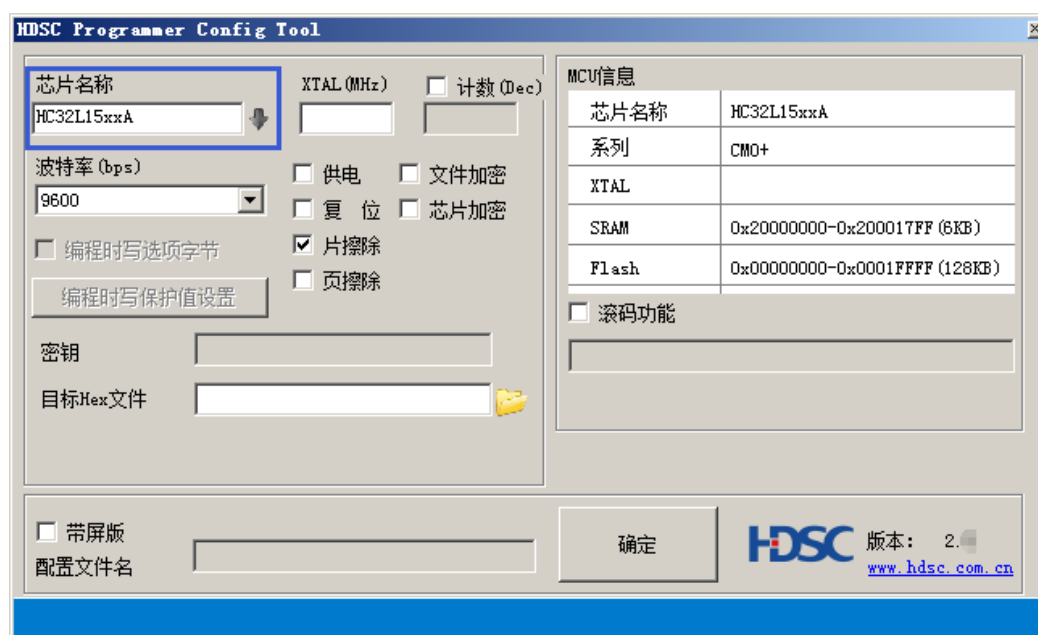 HDSC Programmer Config Tool
芯片名称
XTAL(MHz)
计数(Dec)
HC32L15xxA
波特率(bps)
9600
供电
文件加密
复 位
芯片加密
编程时写选项字节
片擦除
页擦除
编程时写保护值设置
密钥
目标Hex文件
MCU信息
芯片名称 HC32L15xxA
系列 CM0+
XTAL
SRAM 0x20000000-0x200017FF(6KB)
Flash 0x00000000-0x0001FFFF(128KB)
滚码功能
带屏版
配置文件名
确定
HDSC
版本: 2.
www.hdsc.com.cn